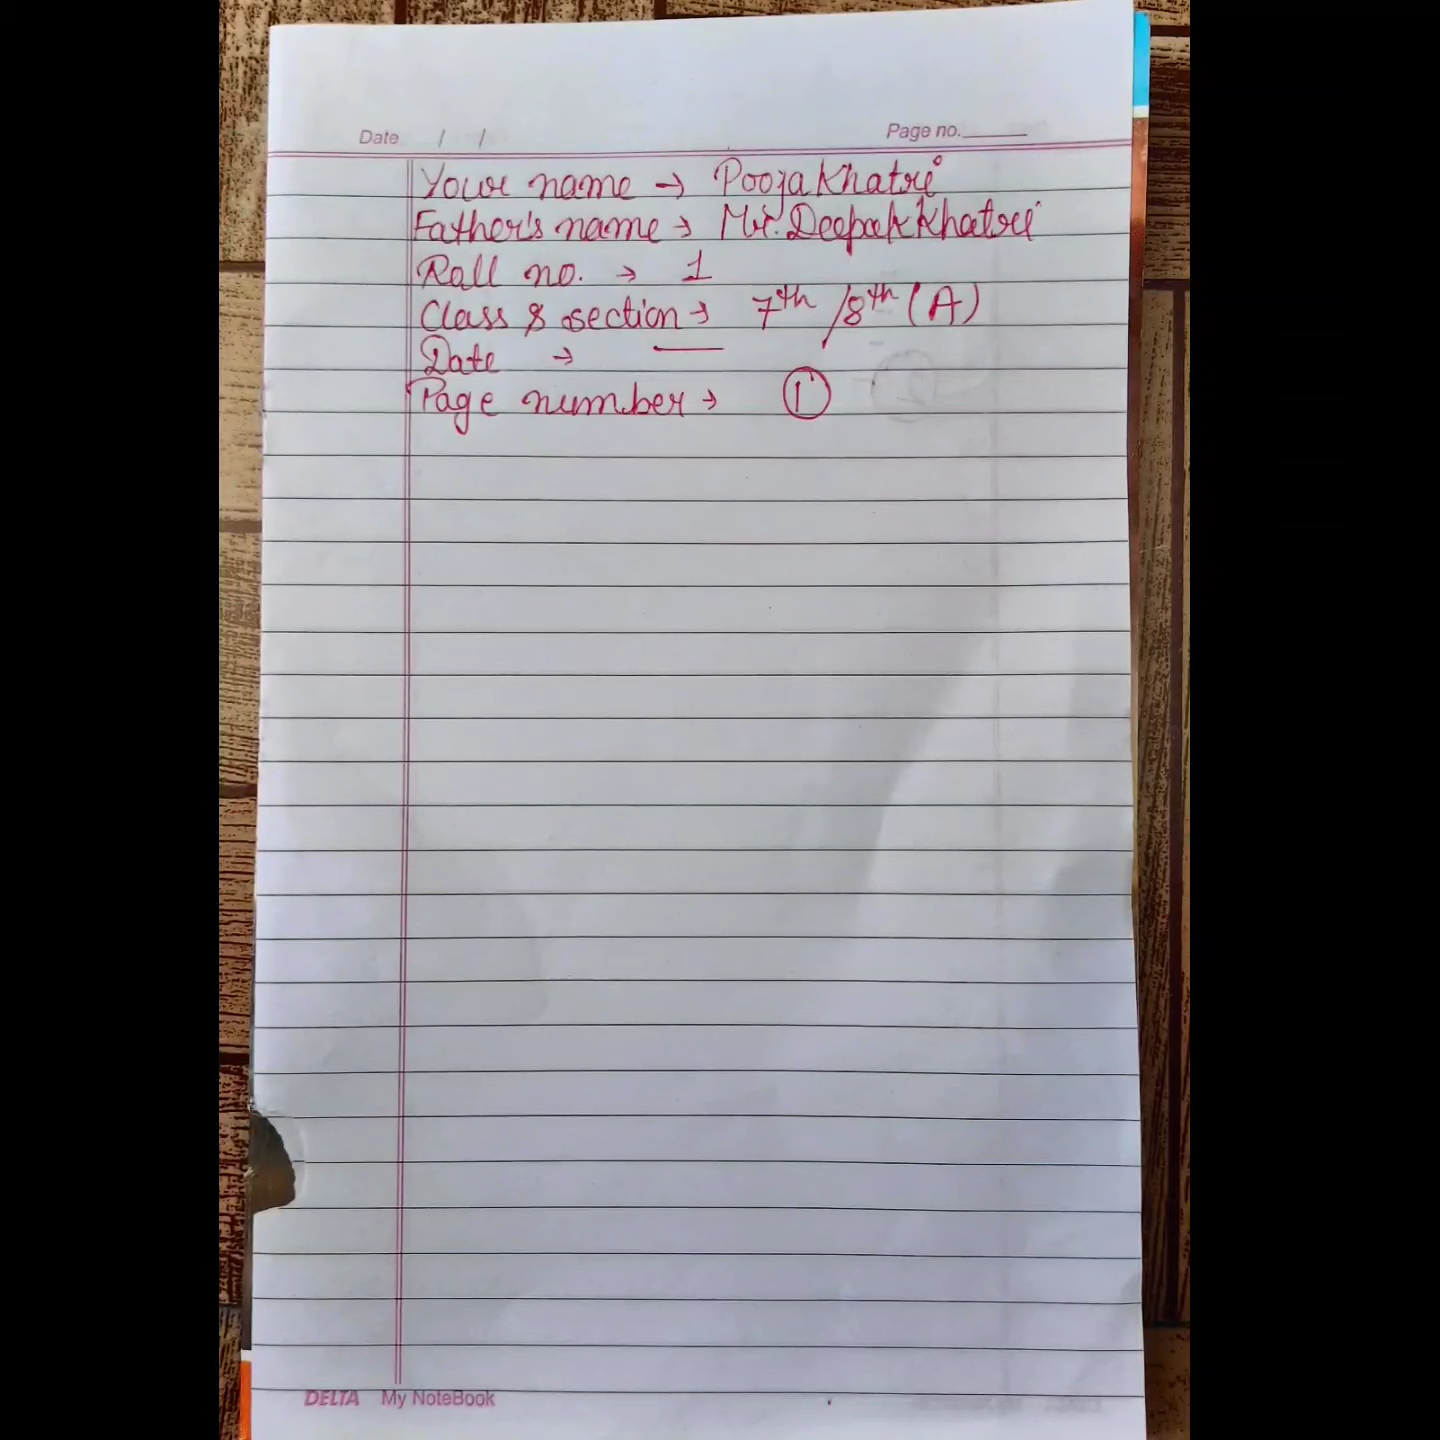 Date / /
Page no.
Your name → Pooja Khatri
Father's name → Mr. Deepak Khatri
Roll no. → 1
Class & section → 7th /8th (A)
Date → —
Page number → 1
DELTA My NoteBook